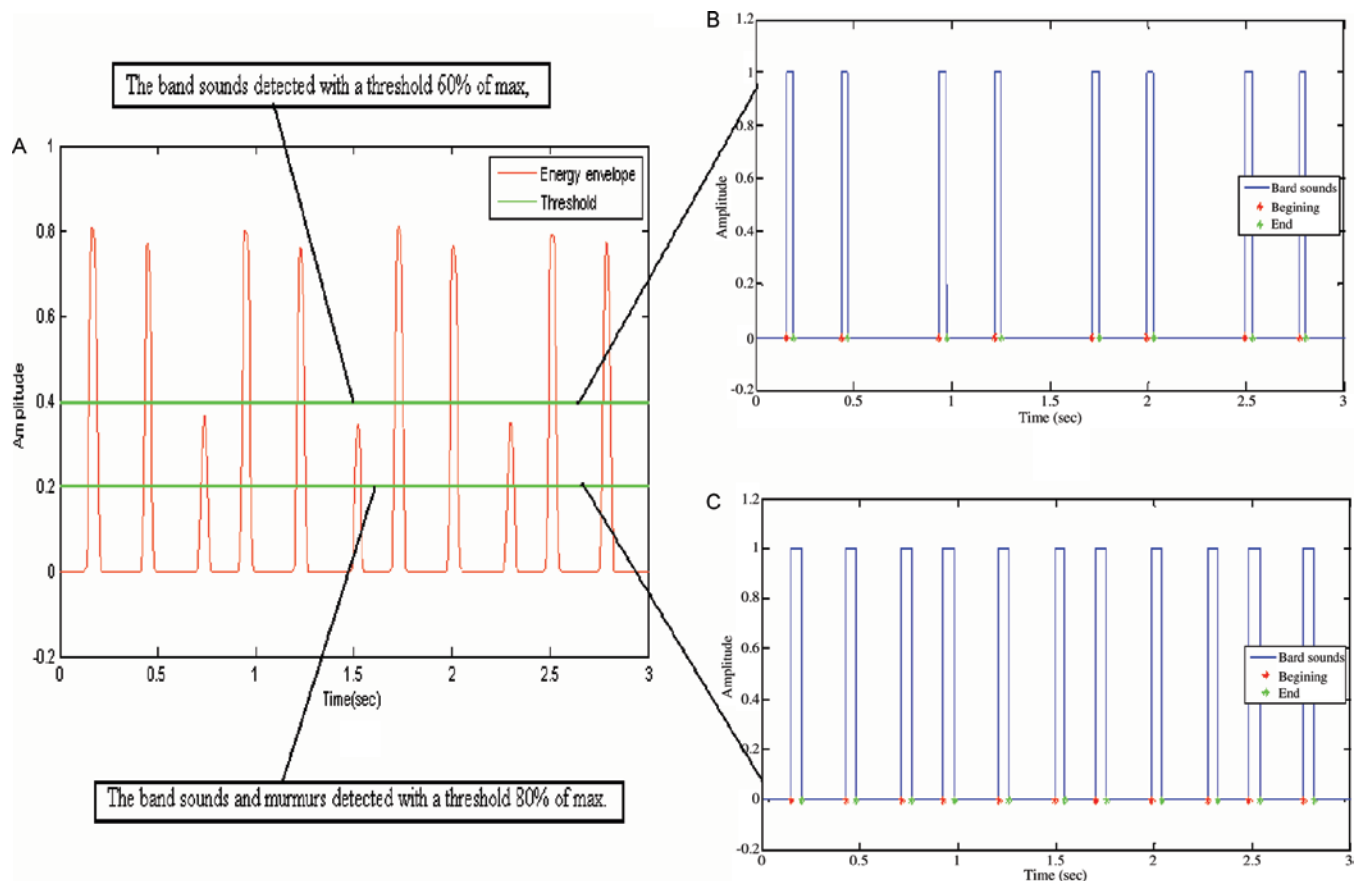 The band sounds detected with a threshold 60% of max,
A
1
0.8
0.6
0.4
0.2
0
-0.2
Amplitude
Energy envelope
Threshold
0 0.5 1 1.5 2 2.5 3
Time(sec)
The band sounds and murmurs detected with a threshold 80% of max.
B
1.2
1
0.8
0.6
0.4
0.2
0
-0.2
Amplitude
Bard sounds
Begining
End
0 0.5 1 1.5 2 2.5 3
Time (sec)
C
1.2
1
0.8
0.6
0.4
0.2
0
-0.2
Amplitude
Bard sounds
Begining
End
0 0.5 1 1.5 2 2.5 3
Time (sec)